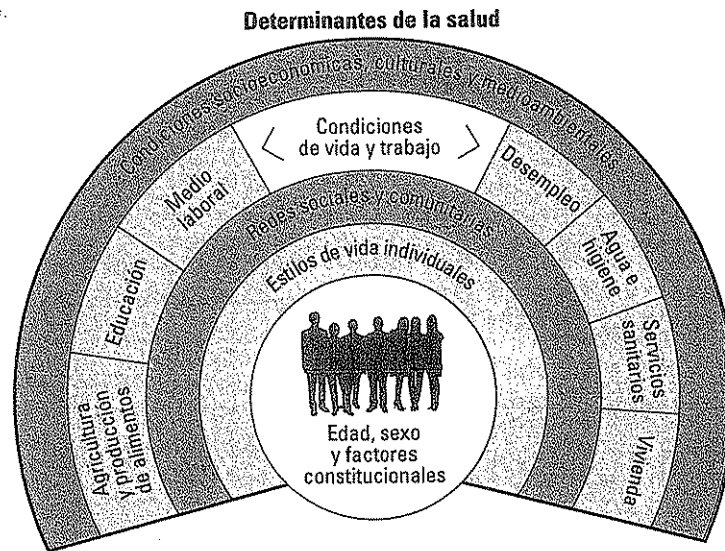 Determinantes de la salud
Condiciones socioeconómicas, culturales y medioambientales
Condiciones
de vida y trabajo
Medio
laboral
Desempleo
Educación
Agua e
higiene
Agricultura
y producción
de alimentos
Servicios
sanitarios
Vivienda
Redes sociales y comunitarias
Estilos de vida individuales
Edad, sexo
y factores
constitucionales